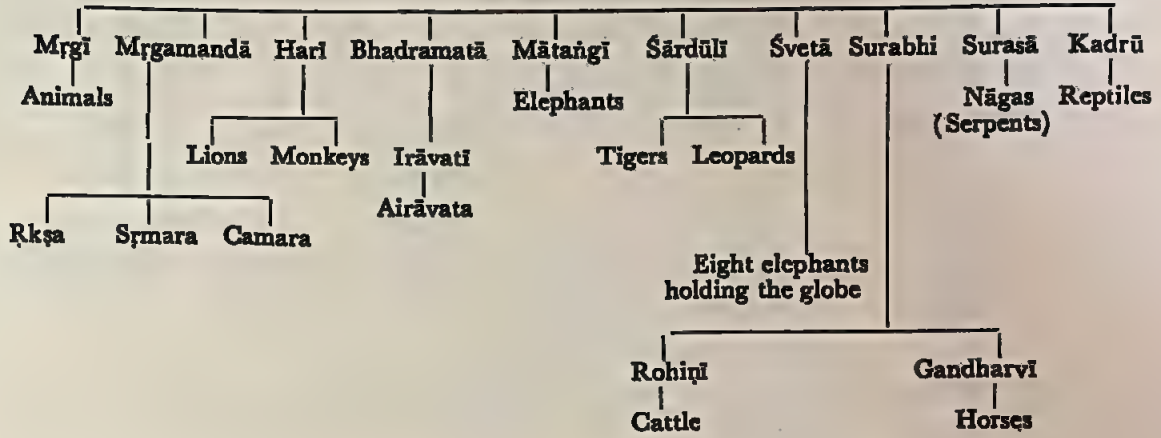 Mṛgī Mṛgamandā Harī Bhadramatā Mātaṅgī Śārdūlī Śvetā Surabhi Surasā Kadrū
Animals Elephants Nāgas Reptiles
(Serpents)
Lions Monkeys Irāvatī Tigers Leopards
Airāvata
Ṛkṣa Sṛmara Camara
Eight elephants
holding the globe
Rohiṇī Gandharvī
Cattle Horses